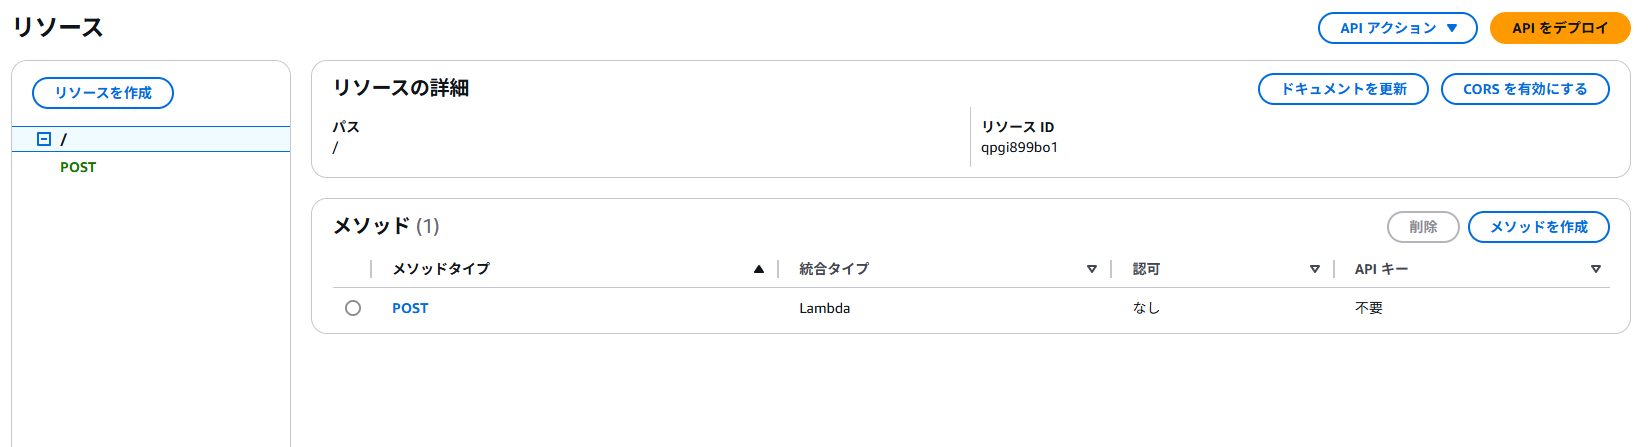 リソース
API アクション
API をデプロイ
リソースを作成
/
POST
リソースの詳細
ドキュメントを更新
CORS を有効にする
パス
/
リソース ID
qpgi899bo1
メソッド (1)
削除
メソッドを作成
メソッドタイプ 統合タイプ 認可 API キー
POST Lambda なし 不要